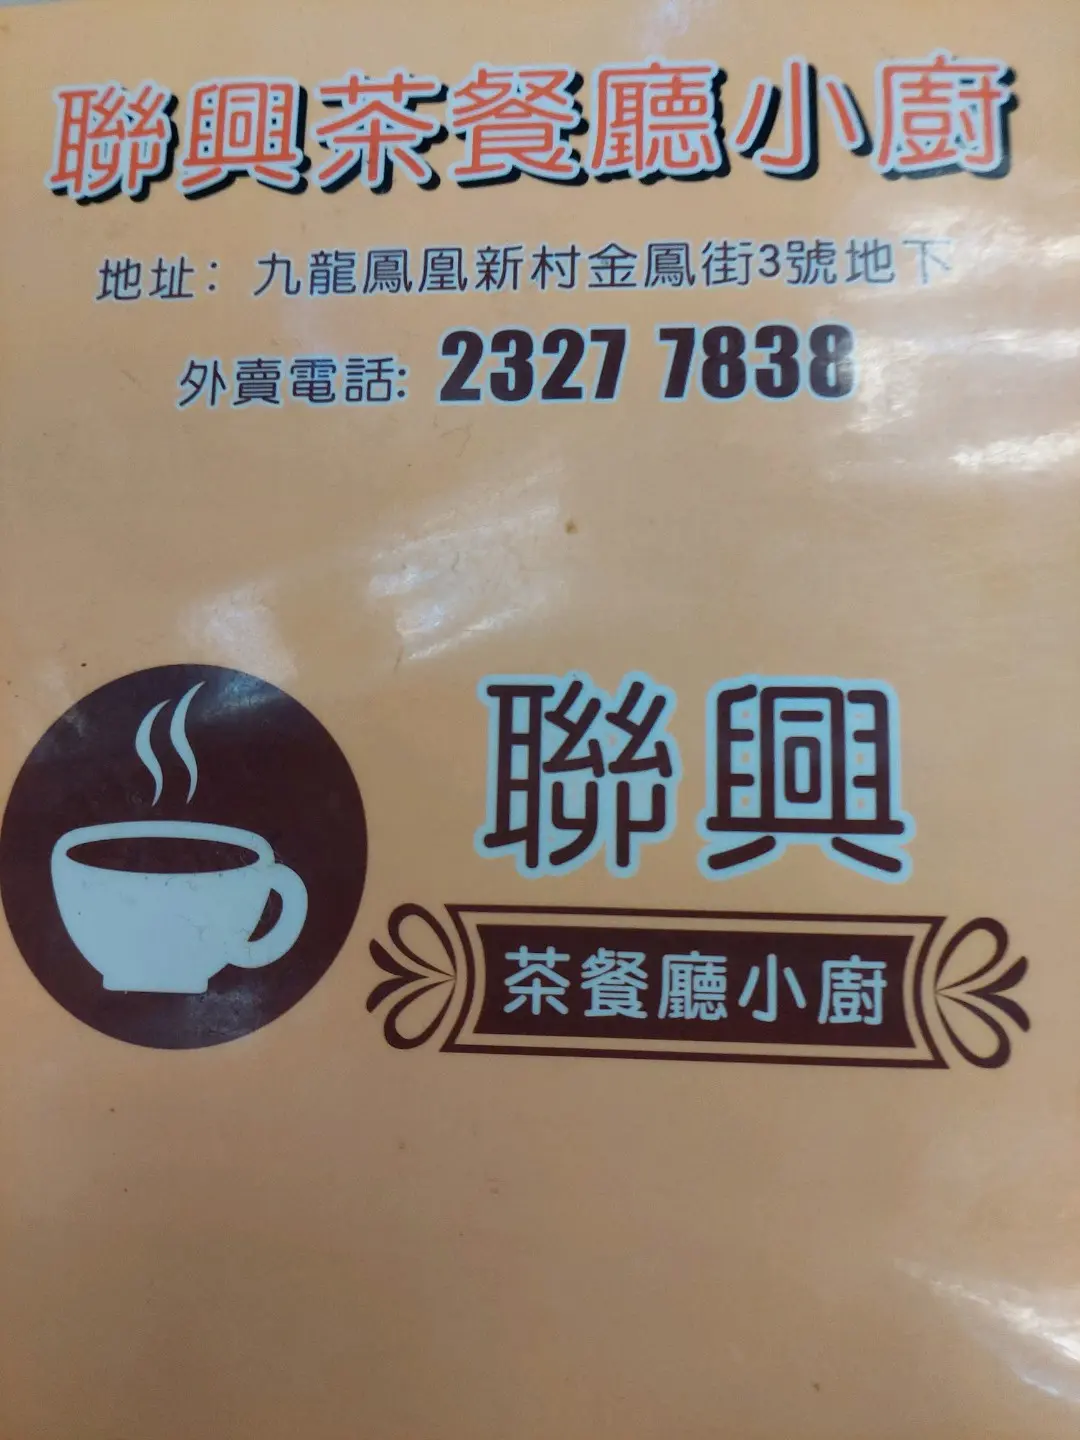 聯興茶餐廳小廚
地址：九龍鳳凰新村金鳳街3號地下
外賣電話: 2327 7838
聯興
茶餐廳小廚